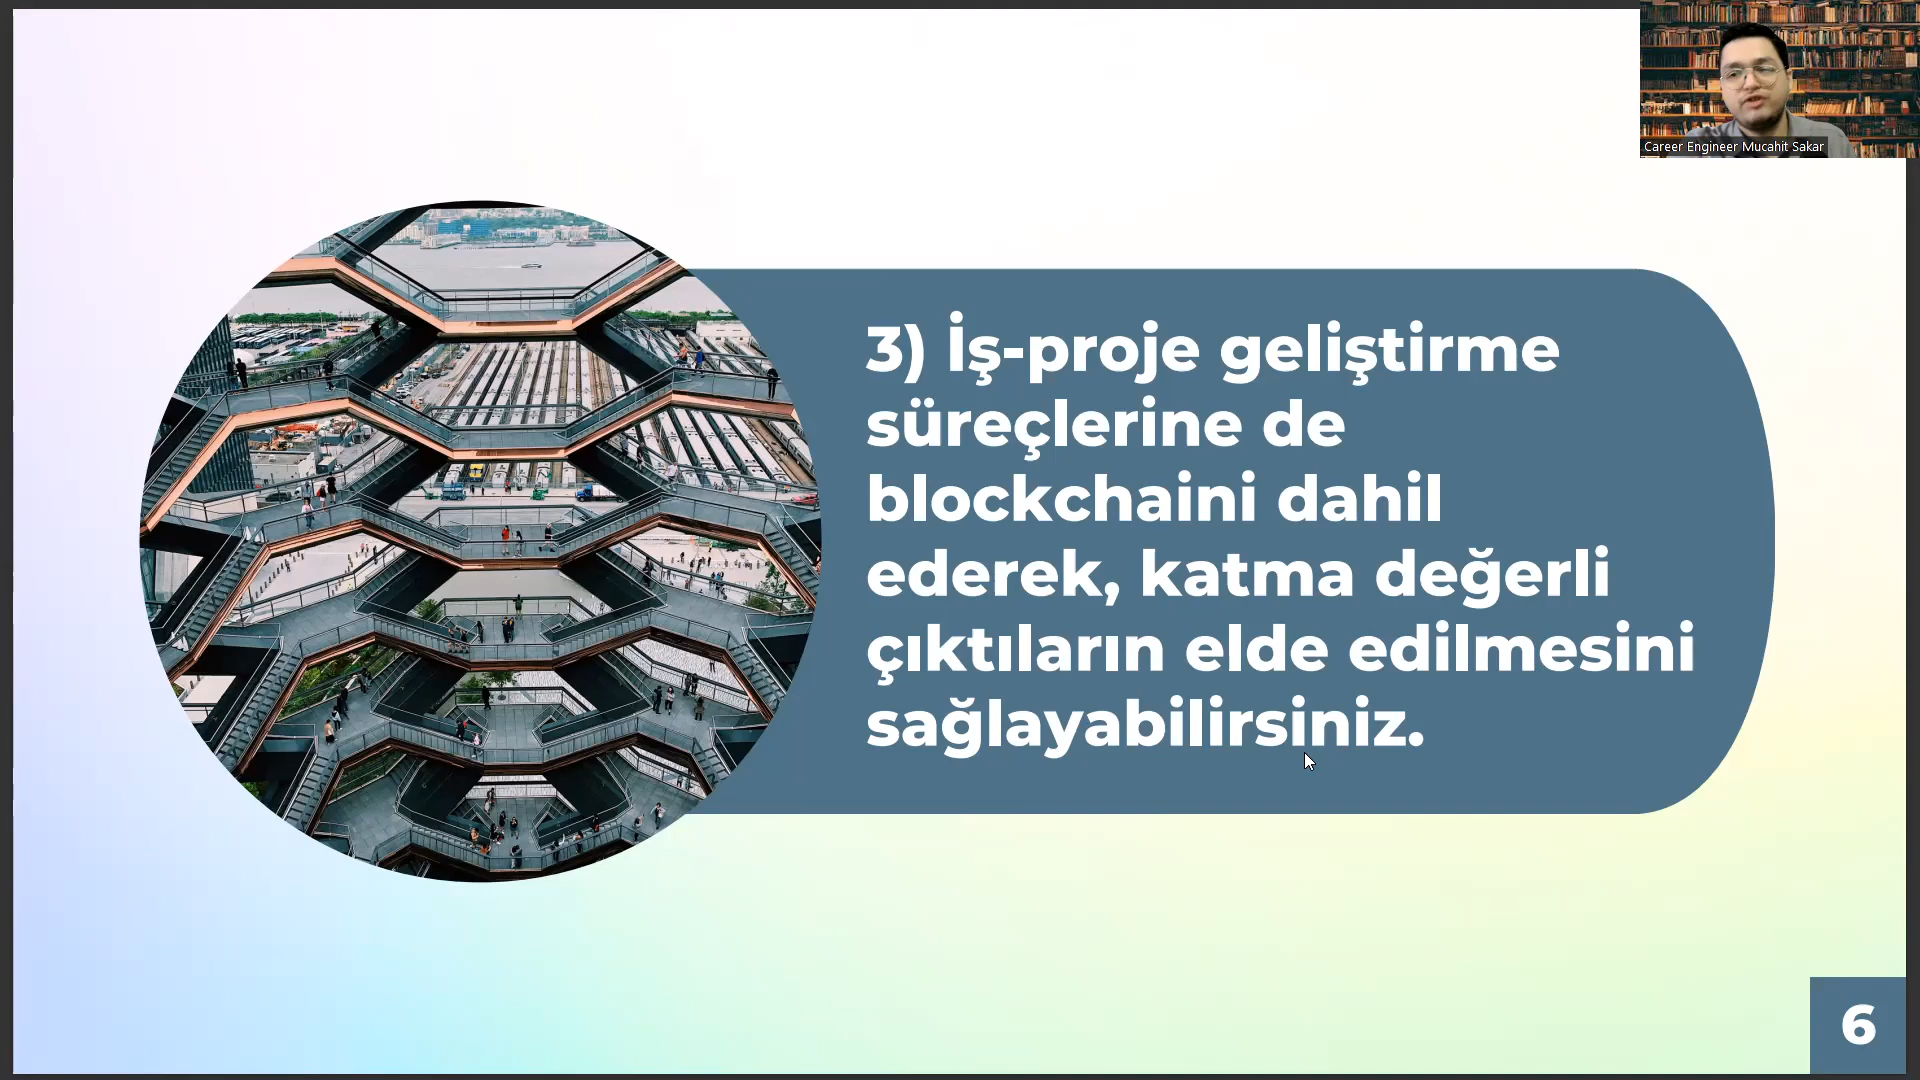 Career Engineer Mucahit Sakar
3) İş-proje geliştirme
süreçlerine de
blockchaini dahil
ederek, katma değerli
çıktıların elde edilmesini
sağlayabilirsiniz.
6